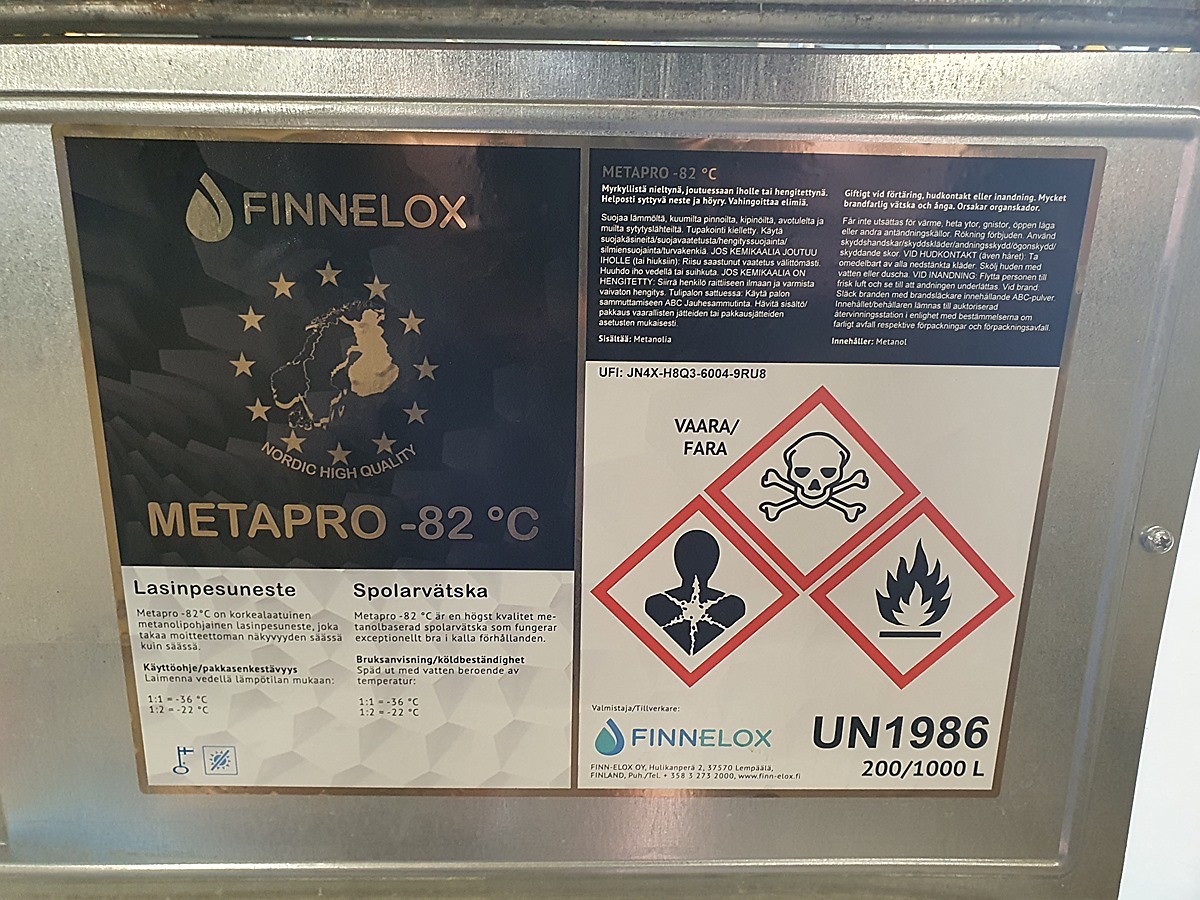 FINNELOX
NORDIC HIGH QUALITY
METAPRO -82 °C
Lasinpesuneste
Metapro -82°C on korkealaatuinen
metanolipohjainen lasinpesuneste, joka
takaa moitteettoman näkyvyyden säässä
kuin säässä.
Käyttöohje/pakkasenkestävyys
Laimenna vedellä lämpötilan mukaan:
1:1 = -36 °C
1:2 = -22 °C
Spolarvätska
Metapro -82 °C är en högst kvalitet me-
tanolbaserad spolarvätska som fungerar
exceptionellt bra i kalla förhållanden.
Bruksanvisning/köldbeständighet
Späd ut med vatten beroende av
temperatur:
1:1 = -36 °C
1:2 = -22 °C
METAPRO -82 °C
Myrkyllistä nieltynä, joutuessaan iholle tai hengitettynä.
Helposti syttyvä neste ja höyry. Vahingoittaa elimiä.
Suojaa lämmöltä, kuumilta pinnoilta, kipinöiltä, avotulelta ja
muilta sytytyslähteiltä. Tupakointi kielletty. Käytä
suojakäsineitä/suojavaatetusta/hengityssuojainta/
silmiensuojainta/turvakenkiä. JOS KEMIKAALIA JOUTUU
IHOLLE (tai hiuksiin): Riisu saastunut vaatetus välittömästi.
Huuhdo iho vedellä tai suihkuta. JOS KEMIKAALIA ON
HENGITETTY: Siirrä henkilö raittiiseen ilmaan ja varmista
vaivaton hengitys. Tulipalon sattuessa: Käytä palon
sammuttamiseen ABC Jauhesammutinta. Hävitä sisältö/
pakkaus vaarallisten jätteiden tai pakkausjätteiden
asetusten mukaisesti.
Sisältää: Metanolia
Giftigt vid förtäring, hudkontakt eller inandning. Mycket
brandfarlig vätska och ånga. Orsakar organskador.
Får inte utsättas för värme, heta ytor, gnistor, öppen låga
eller andra antändningskällor. Rökning förbjuden. Använd
skyddshandskar/skyddskläder/andningsskydd/ögonskydd/
skyddande skor. VID HUDKONTAKT (även håret): Ta
omedelbart av alla nedstänkta kläder. Skölj huden med
vatten eller duscha. VID INANDNING: Flytta personen till
frisk luft och se till att andningen underlättas. Vid brand:
Släck branden med brandsläckare innehållande ABC-pulver.
Innehållet/behållaren lämnas till auktoriserad
återvinningsstation i enlighet med bestämmelserna om
farligt avfall respektive förpackningar och förpackningsavfall.
Innehåller: Metanol
UFI: JN4X-H8Q3-6004-9RU8
VAARA/
FARA
Valmistaja/Tillverkare:
FINNELOX
FINN-ELOX OY, Hulikanperä 2, 37570 Lempäälä,
FINLAND, Puh./Tel. + 358 3 273 2000, www.finn-elox.fi
UN1986
200/1000 L